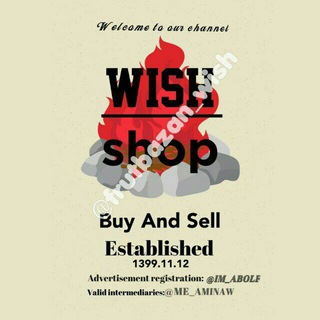 Welcome to our channel
WISH
shop
@fruitbazan_wish
Buy And Sell
Established
1399.11.12
Advertisement registration: @IM_ABOLF
Valid intermediaries:@ME_AMINAW